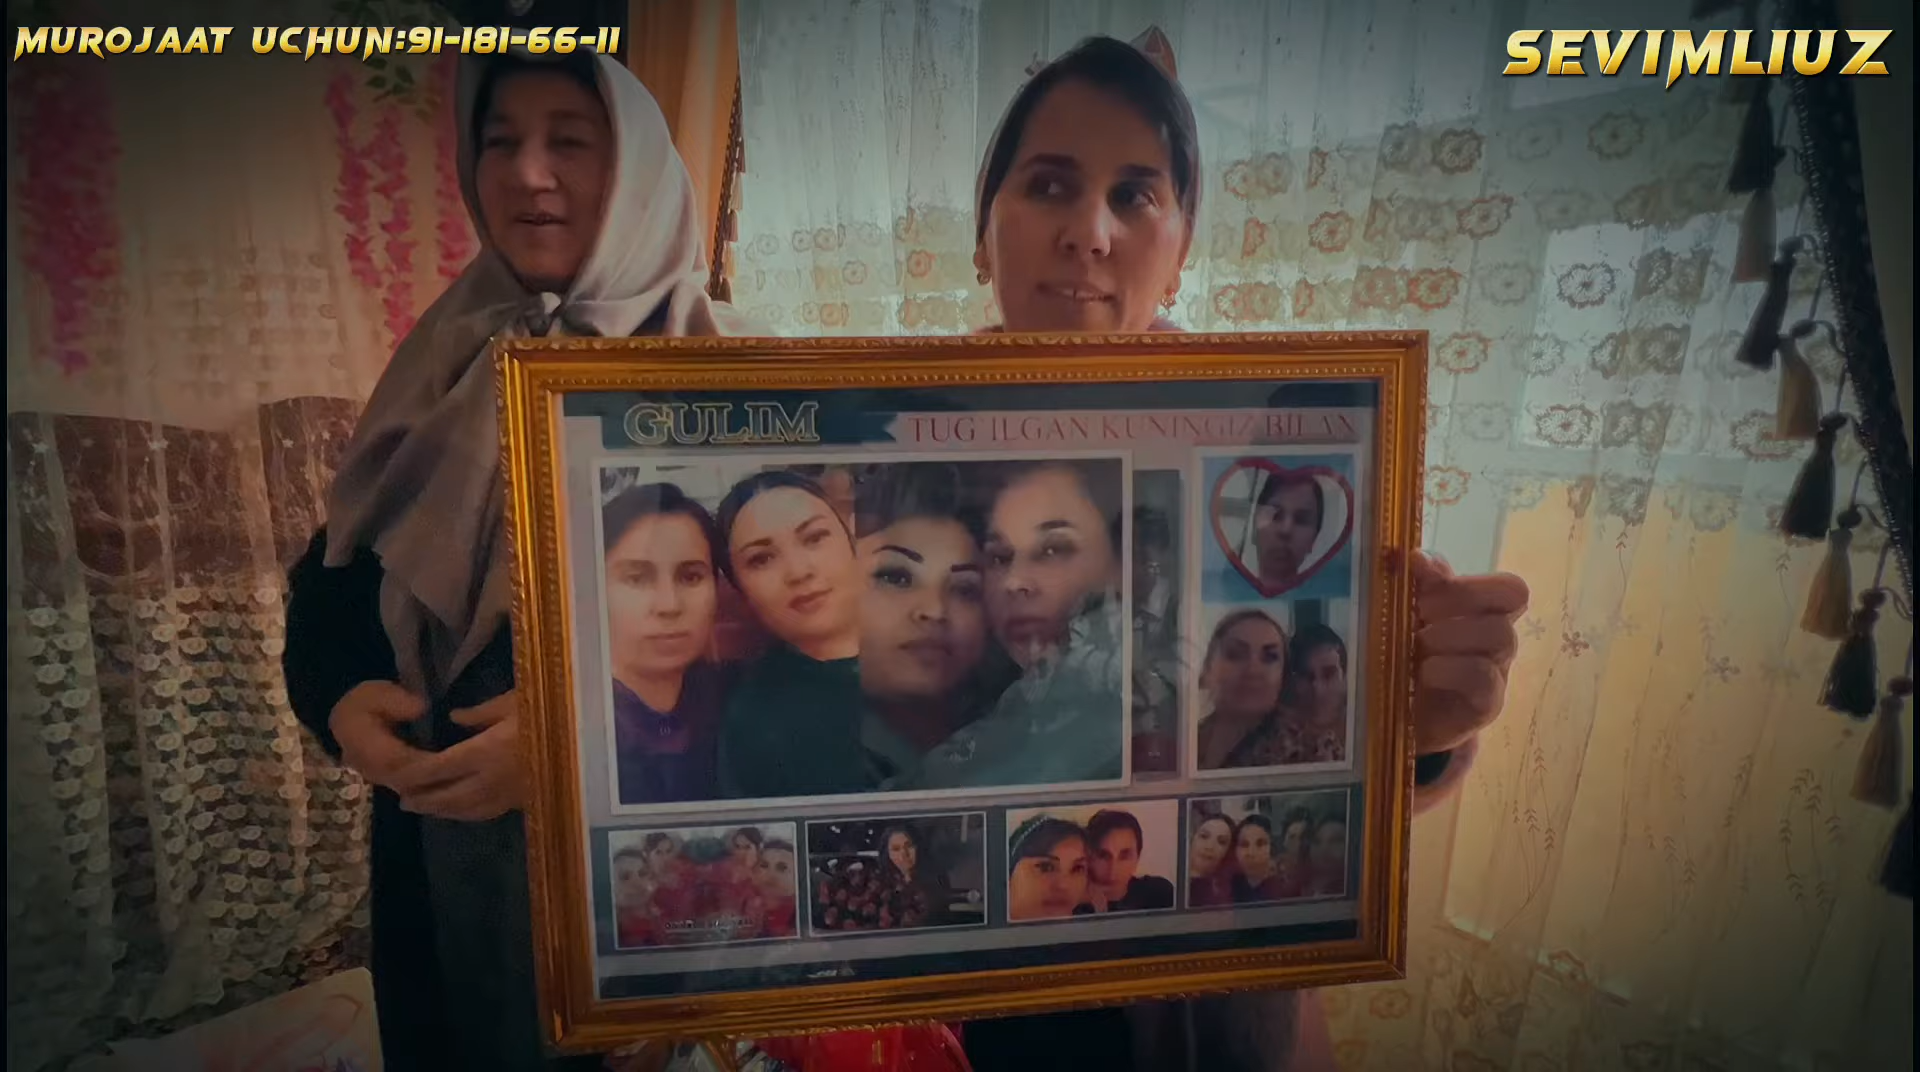 MUROJAAT UCHUN:91-181-66-11
SEVIMLIUZ
GULIM
TUG'ILGAN KUNINGIZ BILAN